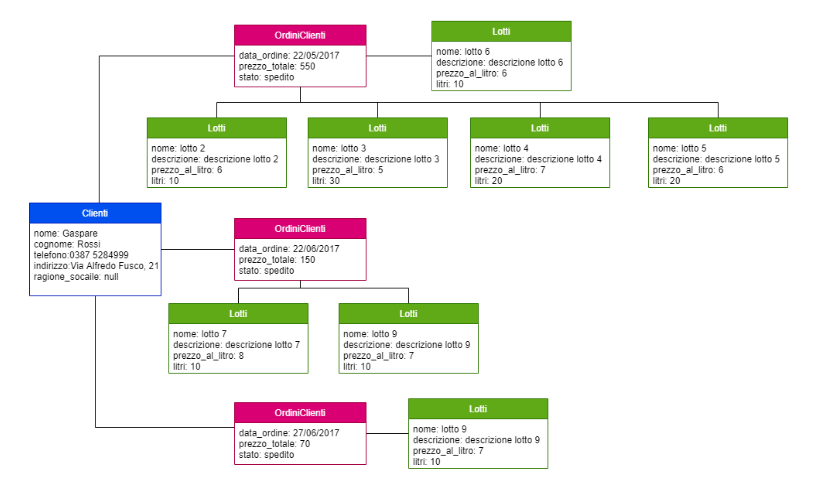 OrdiniClienti
data_ordine: 22/05/2017
prezzo_totale: 550
stato: spedito
Lotti
nome: lotto 6
descrizione: descrizione lotto 6
prezzo_al_litro: 6
litri: 10
Lotti
nome: lotto 2
descrizione: descrizione lotto 2
prezzo_al_litro: 6
litri: 10
Lotti
nome: lotto 3
descrizione: descrizione lotto 3
prezzo_al_litro: 5
litri: 30
Lotti
nome: lotto 4
descrizione: descrizione lotto 4
prezzo_al_litro: 7
litri: 20
Lotti
nome: lotto 5
descrizione: descrizione lotto 5
prezzo_al_litro: 6
litri: 20
Clienti
nome: Gaspare
cognome: Rossi
telefono:0387 5284999
indirizzo:Via Alfredo Fusco, 21
ragione_socaile: null
OrdiniClienti
data_ordine: 22/06/2017
prezzo_totale: 150
stato: spedito
Lotti
nome: lotto 7
descrizione: descrizione lotto 7
prezzo_al_litro: 8
litri: 10
Lotti
nome: lotto 9
descrizione: descrizione lotto 9
prezzo_al_litro: 7
litri: 10
OrdiniClienti
data_ordine: 27/06/2017
prezzo_totale: 70
stato: spedito
Lotti
nome: lotto 9
descrizione: descrizione lotto 9
prezzo_al_litro: 7
litri: 10